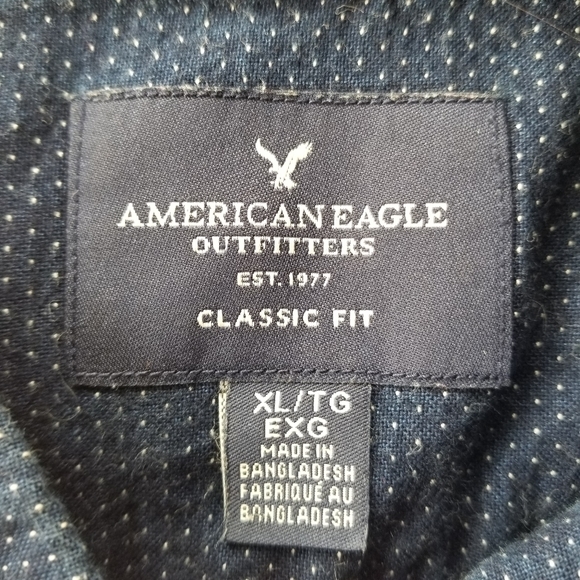 AMERICAN EAGLE
OUTFITTERS
EST. 1977
CLASSIC FIT
XL/TG
EXG
MADE IN
BANGLADESH
FABRIQUÉ AU
BANGLADESH